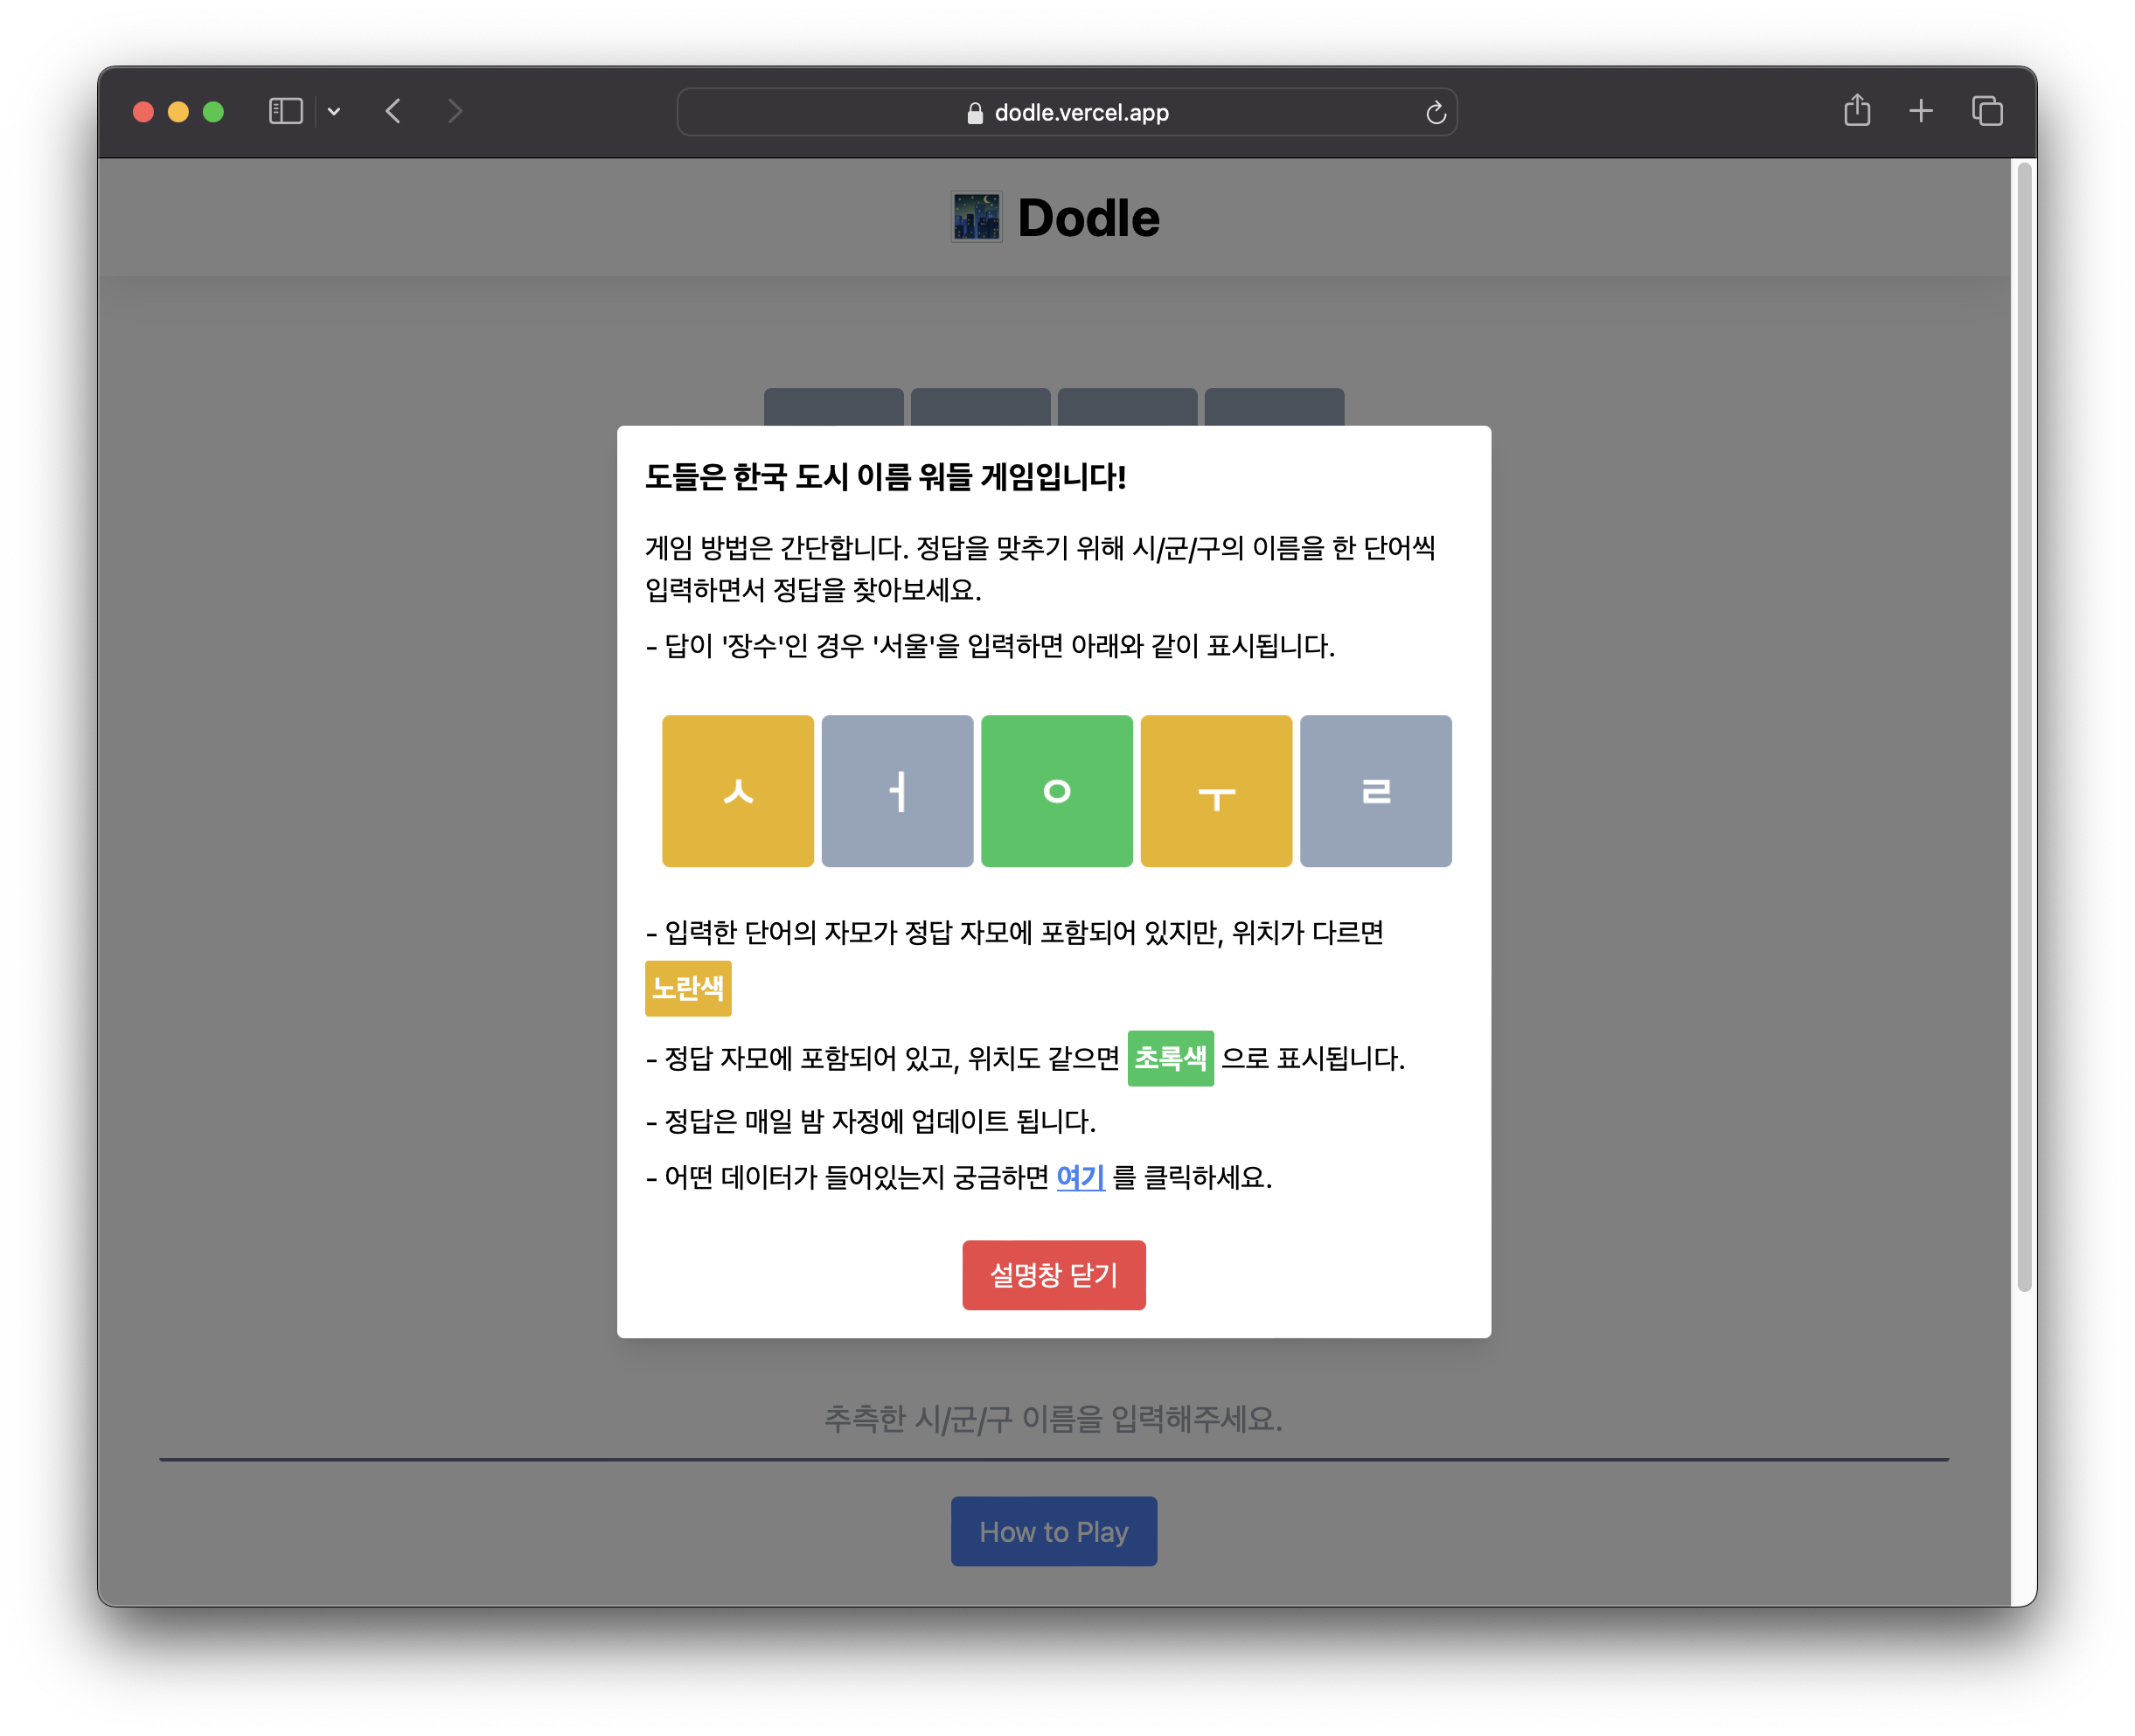 dodle.vercel.app
Dodle
도들은 한국 도시 이름 워들 게임입니다!
게임 방법은 간단합니다. 정답을 맞추기 위해 시/군/구의 이름을 한 단어씩
입력하면서 정답을 찾아보세요.
- 답이 '장수'인 경우 '서울'을 입력하면 아래와 같이 표시됩니다.
ㅅ ㅓ ㅇ ㅜ ㄹ
- 입력한 단어의 자모가 정답 자모에 포함되어 있지만, 위치가 다르면
노란색
- 정답 자모에 포함되어 있고, 위치도 같으면 초록색 으로 표시됩니다.
- 정답은 매일 밤 자정에 업데이트 됩니다.
- 어떤 데이터가 들어있는지 궁금하면 여기 를 클릭하세요.
설명창 닫기
추측한 시/군/구 이름을 입력해주세요.
How to Play